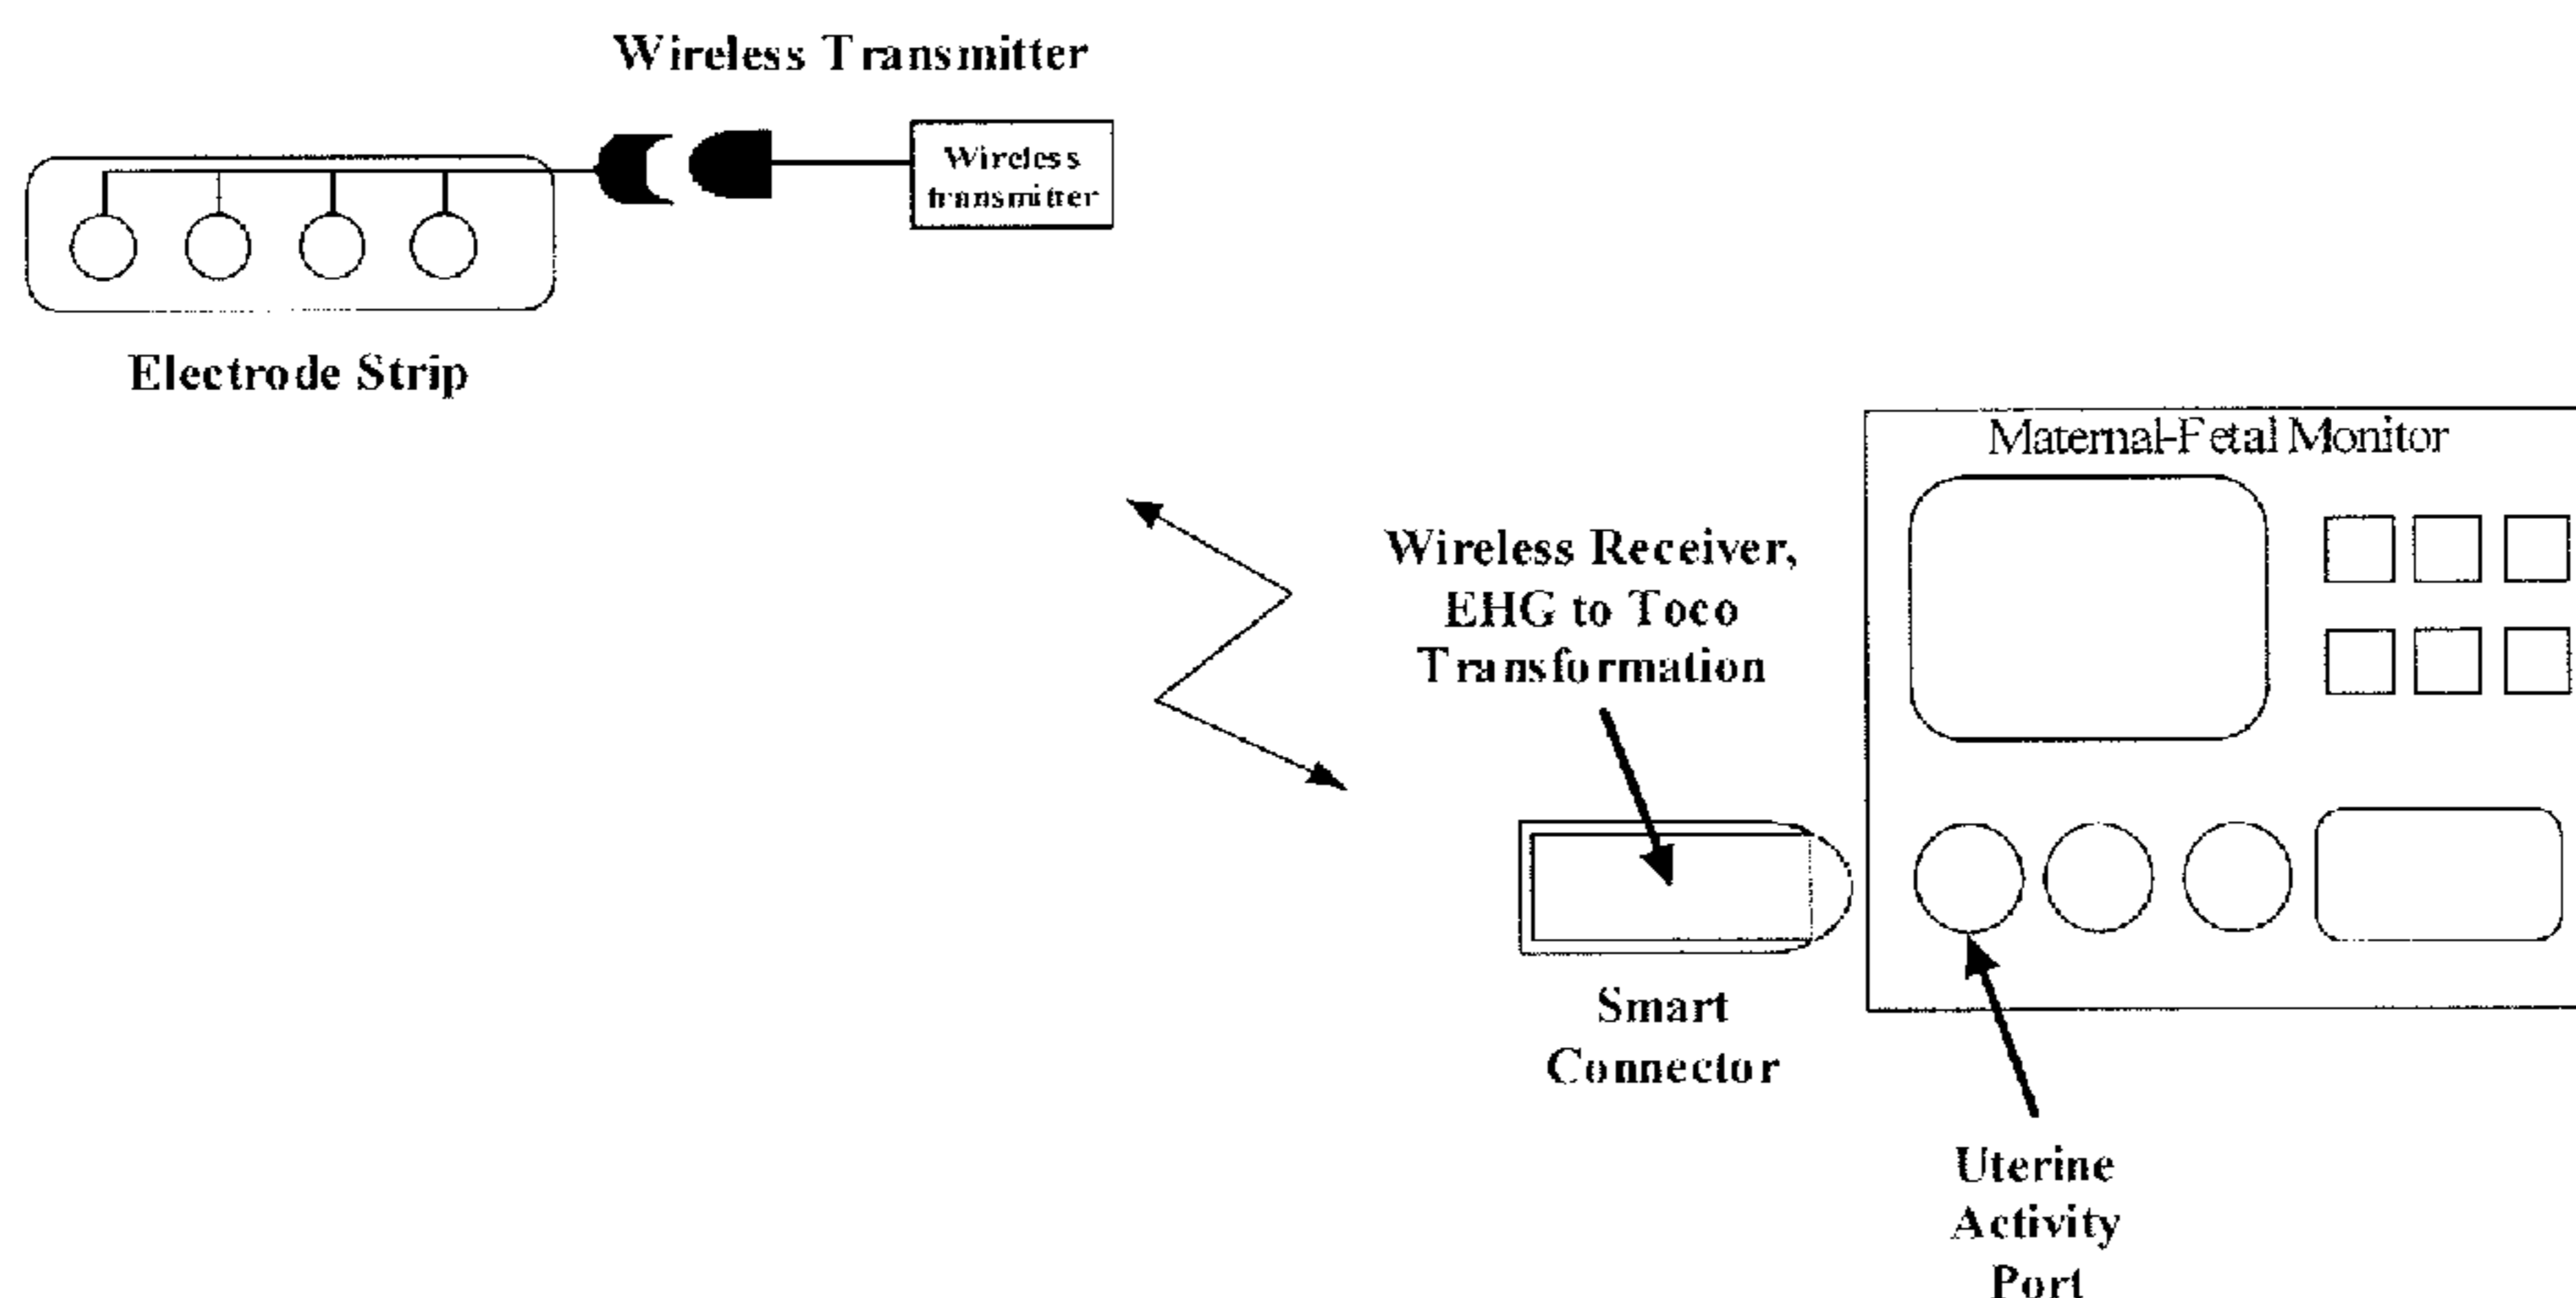 Wireless Transmitter
Wireless
transmitter
Electrode Strip
Maternal-Fetal Monitor
Wireless Receiver,
EHG to Toco
Transformation
Smart
Connector
Uterine
Activity
Port